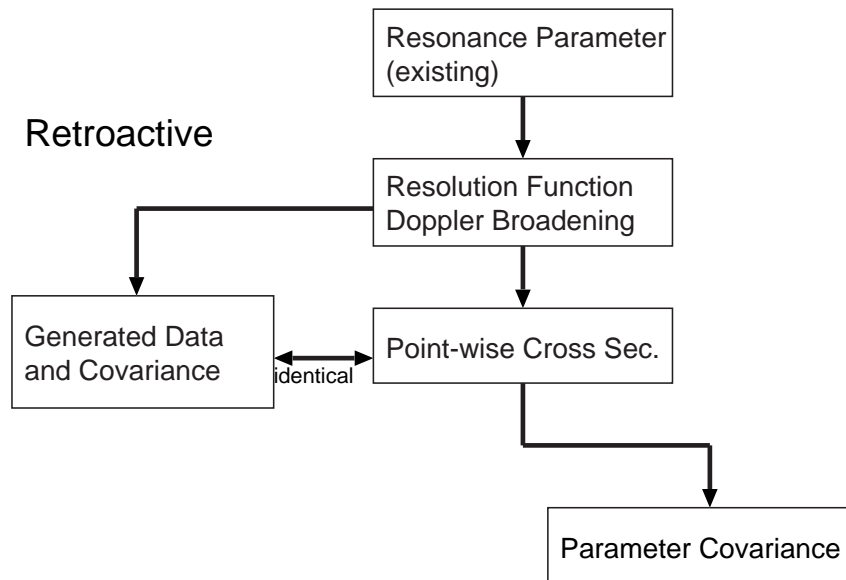 Resonance Parameter
(existing)
Retroactive
Resolution Function
Doppler Broadening
Generated Data
and Covariance
identical
Point-wise Cross Sec.
Parameter Covariance